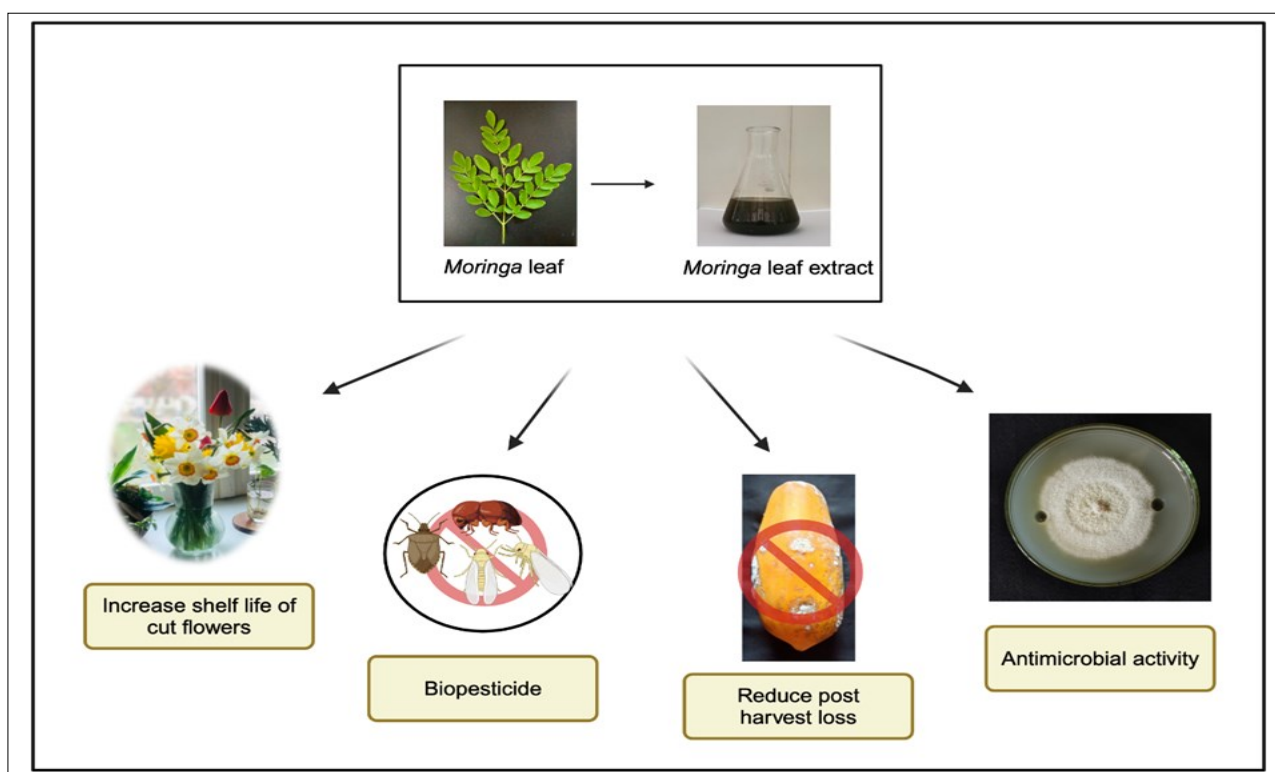 Moringa leaf
Moringa leaf extract
Increase shelf life of
cut flowers
Biopesticide
Reduce post
harvest loss
Antimicrobial activity